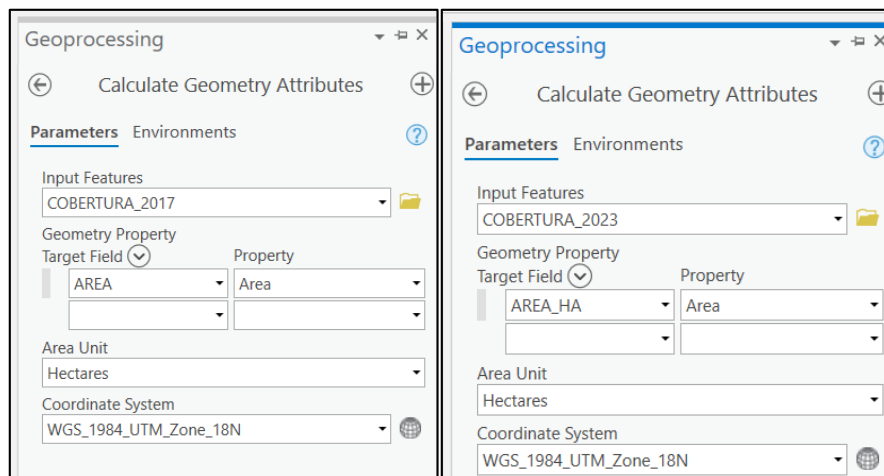 Geoprocessing
Calculate Geometry Attributes
Parameters Environments
Input Features
COBERTURA_2017
Geometry Property
Target Field Property
AREA Area
Area Unit
Hectares
Coordinate System
WGS_1984_UTM_Zone_18N
Geoprocessing
Calculate Geometry Attributes
Parameters Environments
Input Features
COBERTURA_2023
Geometry Property
Target Field Property
AREA_HA Area
Area Unit
Hectares
Coordinate System
WGS_1984_UTM_Zone_18N